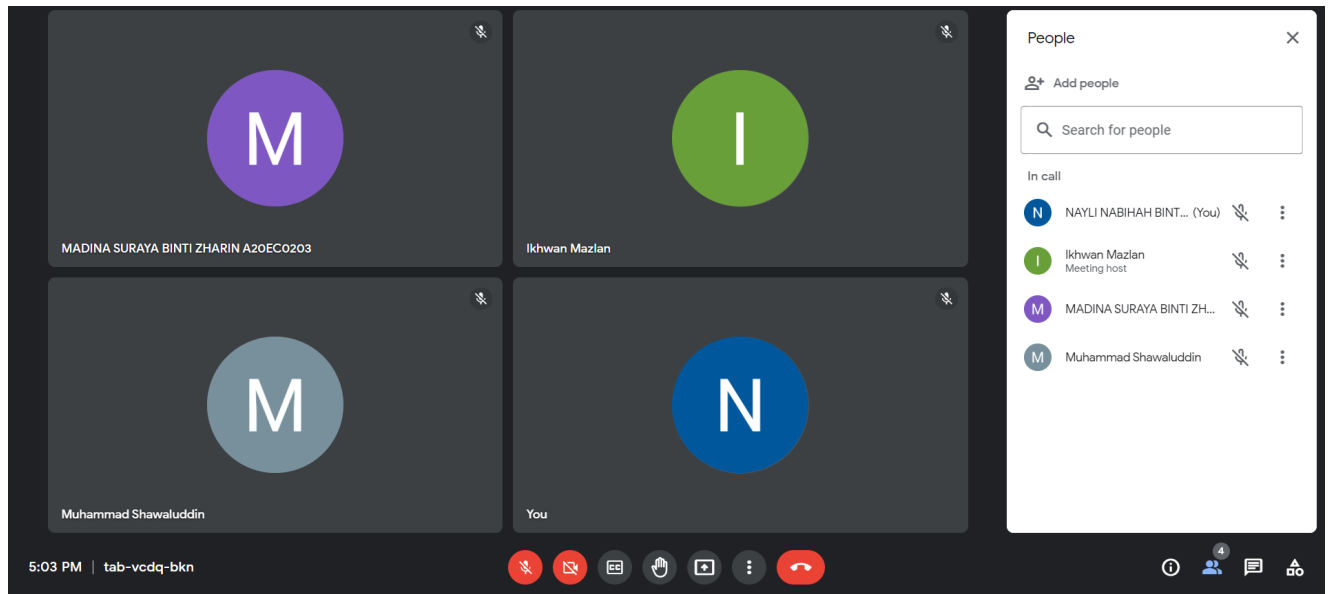 M
MADINA SURAYA BINTI ZHARIN A20EC0203
I
Ikhwan Mazlan
M
Muhammad Shawaluddin
N
You
People
Add people
Search for people
In call
N NAYLI NABIHAH BINT... (You)
I Ikhwan Mazlan
Meeting host
M MADINA SURAYA BINTI ZH...
M Muhammad Shawaluddin
5:03 PM | tab-vcdq-bkn
CC
4